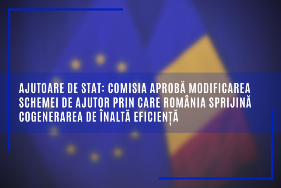 AJUTOARE DE STAT: COMISIA APROBĂ MODIFICAREA
SCHEMEI DE AJUTOR PRIN CARE ROMÂNIA SPRIJINĂ
COGENERAREA DE ÎNALTĂ EFICIENȚĂ